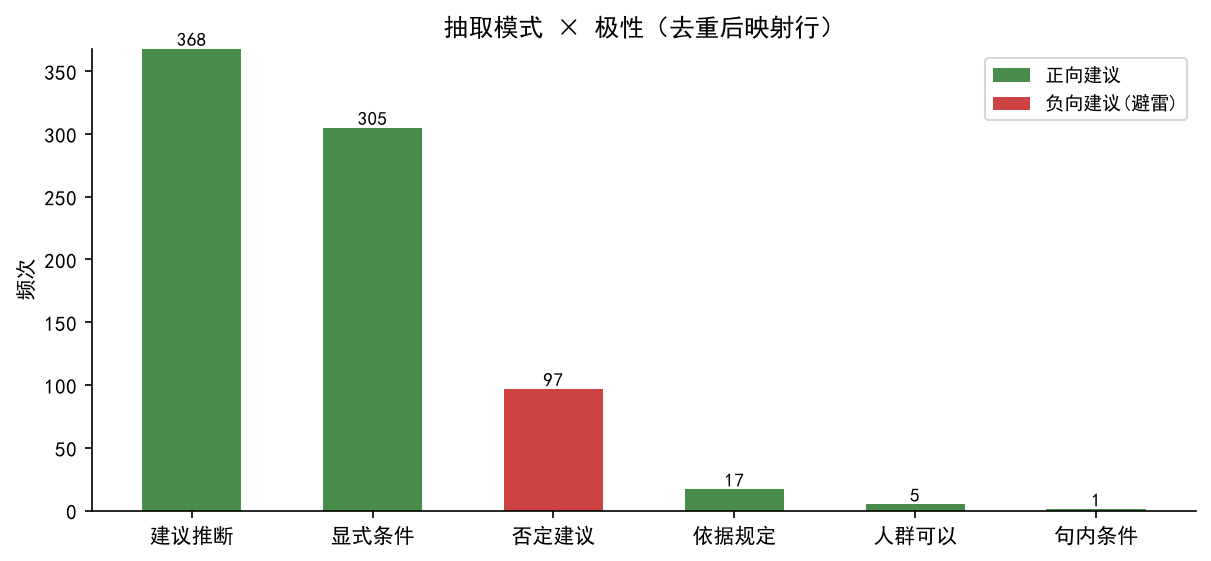 抽取模式 × 极性（去重后映射行）
正向建议
负向建议(避雷)
频次
350
300
250
200
150
100
50
0
368
305
97
17
5
1
建议推断
显式条件
否定建议
依据规定
人群可以
句内条件